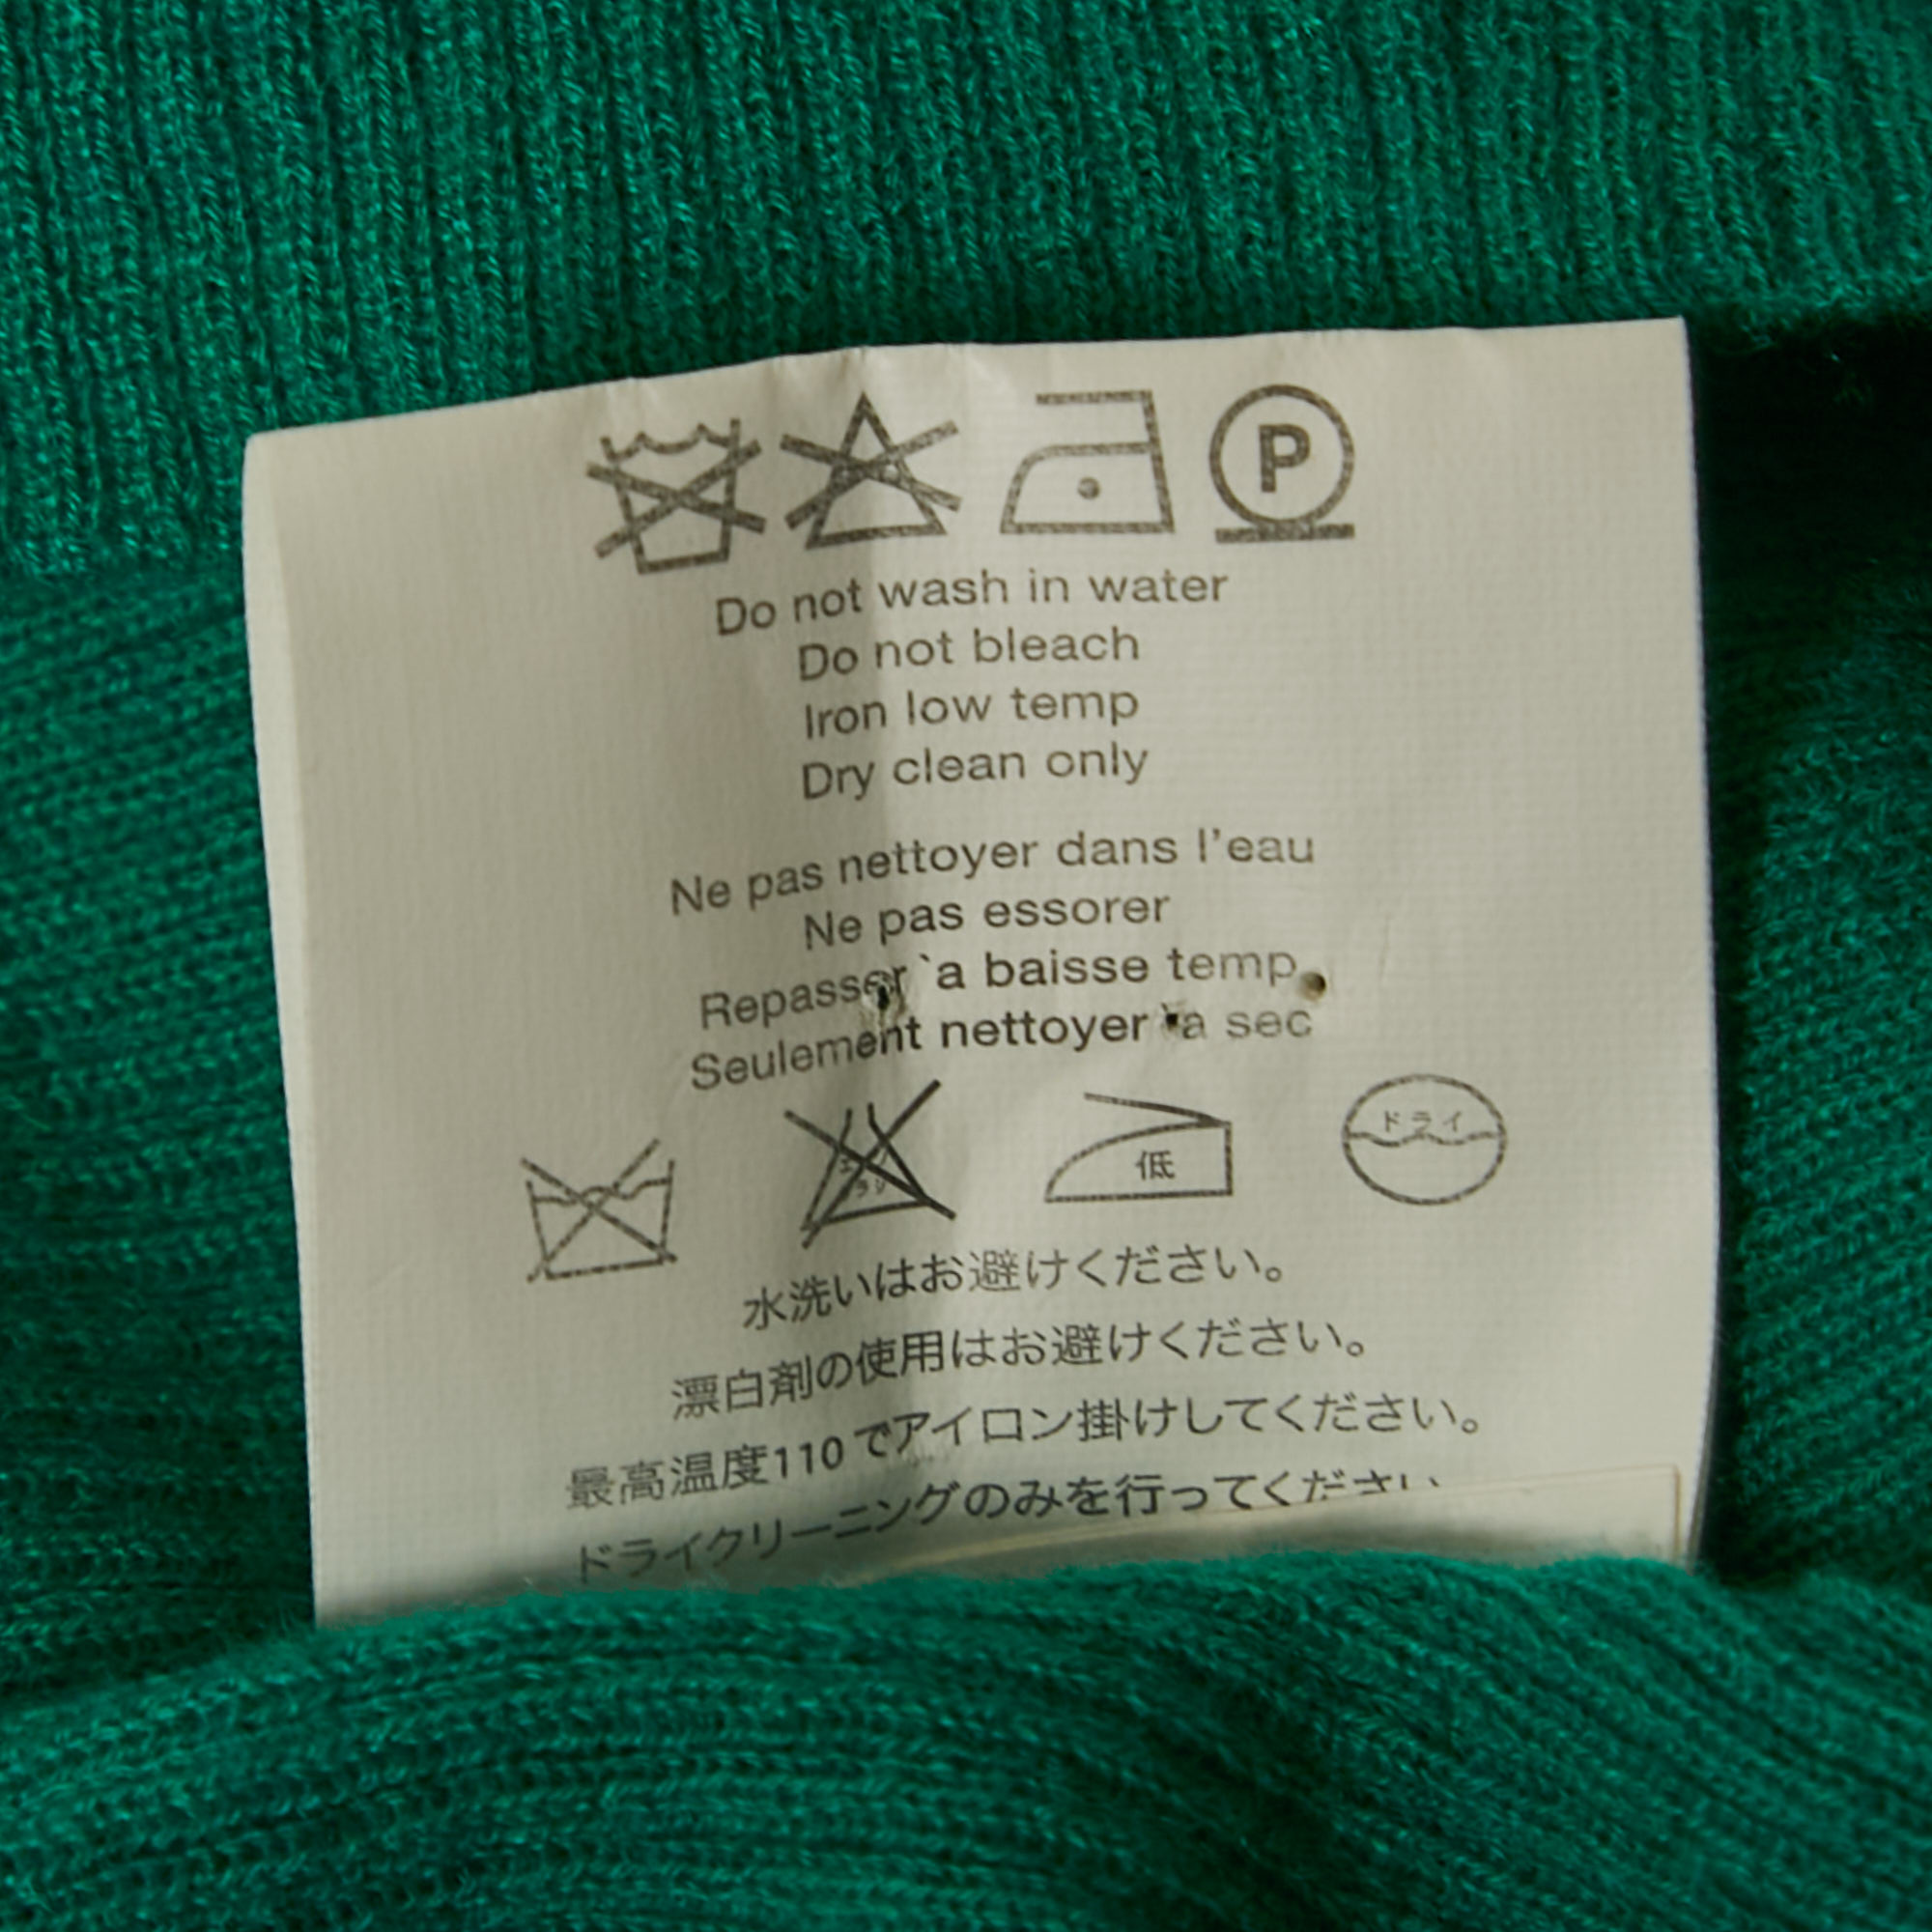 P
Do not wash in water
Do not bleach
Iron low temp
Dry clean only
Ne pas nettoyer dans l'eau
Ne pas essorer
Repasser `a baisse temp.
Seulement nettoyer `a sec
低
ドライ
水洗いはお避けください。
漂白剤の使用はお避けください。
最高温度110でアイロン掛けしてください。
ドライクリーニングのみを行ってください